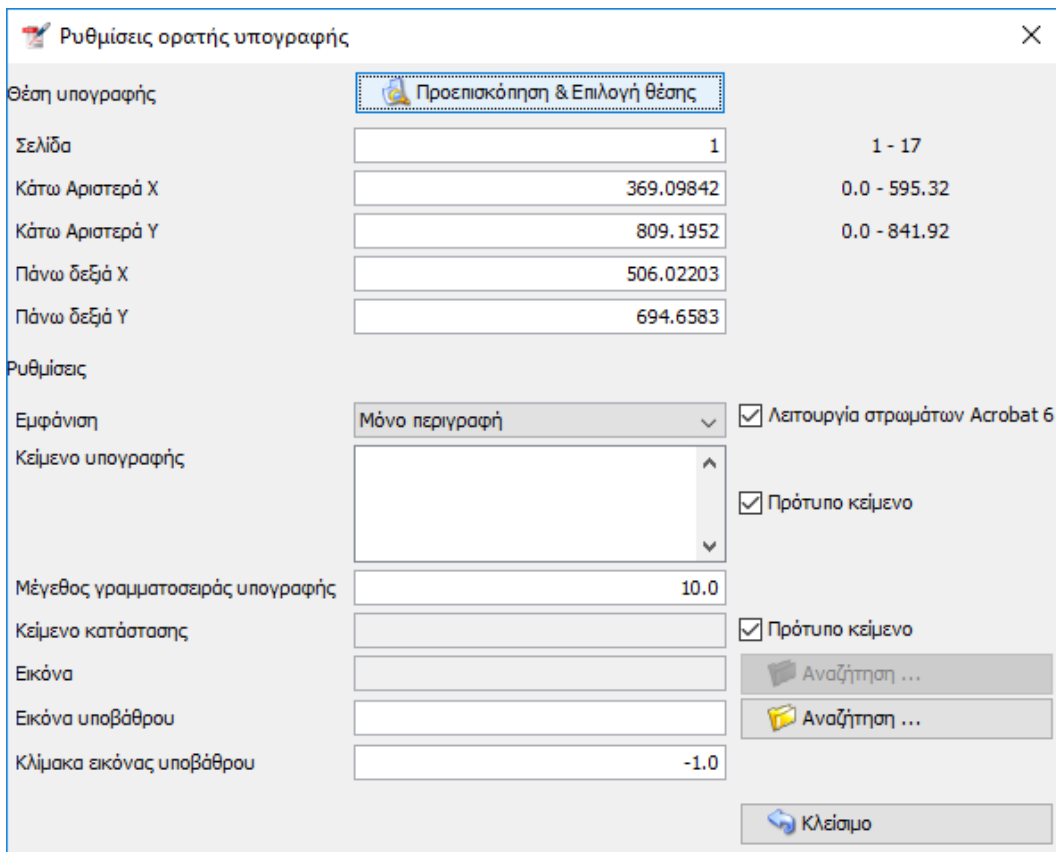 Ρυθμίσεις ορατής υπογραφής
Θέση υπογραφής Προεπισκόπηση & Επιλογή θέσης
Σελίδα 1 1 - 17
Κάτω Αριστερά X 369.09842 0.0 - 595.32
Κάτω Αριστερά Y 809.1952 0.0 - 841.92
Πάνω δεξιά X 506.02203
Πάνω δεξιά Y 694.6583
Ρυθμίσεις
Εμφάνιση Μόνο περιγραφή Λειτουργία στρωμάτων Acrobat 6
Κείμενο υπογραφής
Πρότυπο κείμενο
Μέγεθος γραμματοσειράς υπογραφής 10.0
Κείμενο κατάστασης Πρότυπο κείμενο
Εικόνα Αναζήτηση ...
Εικόνα υποβάθρου Αναζήτηση ...
Κλίμακα εικόνας υποβάθρου -1.0
Κλείσιμο